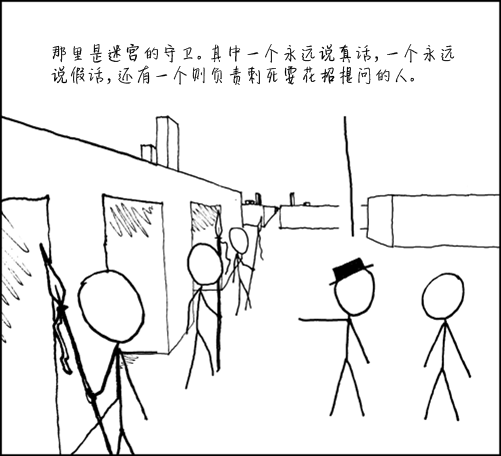 那里是迷宫的守卫。其中一个永远说真话，一个永远
说假话，还有一个则负责刺死耍花招提问的人。